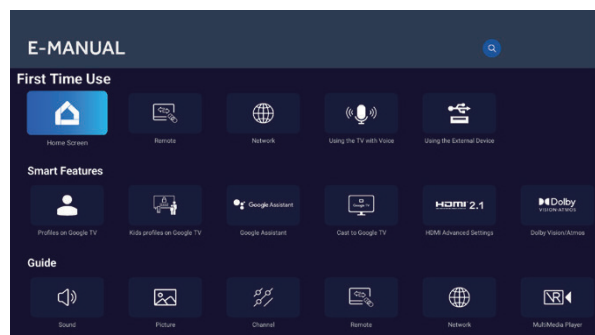 E-MANUAL
First Time Use
Home Screen
Remote
Network
Using the TV with Voice
Using the External Device
Smart Features
Google Assistant
Google TV
HDMI 2.1
Dolby
VISION·ATMOS
Profiles on Google TV
Kids profiles on Google TV
Google Assistant
Cast to Google TV
HDMI Advanced Settings
Dolby Vision/Atmos
Guide
Sound
Picture
Channel
Remote
Network
MultiMedia Player